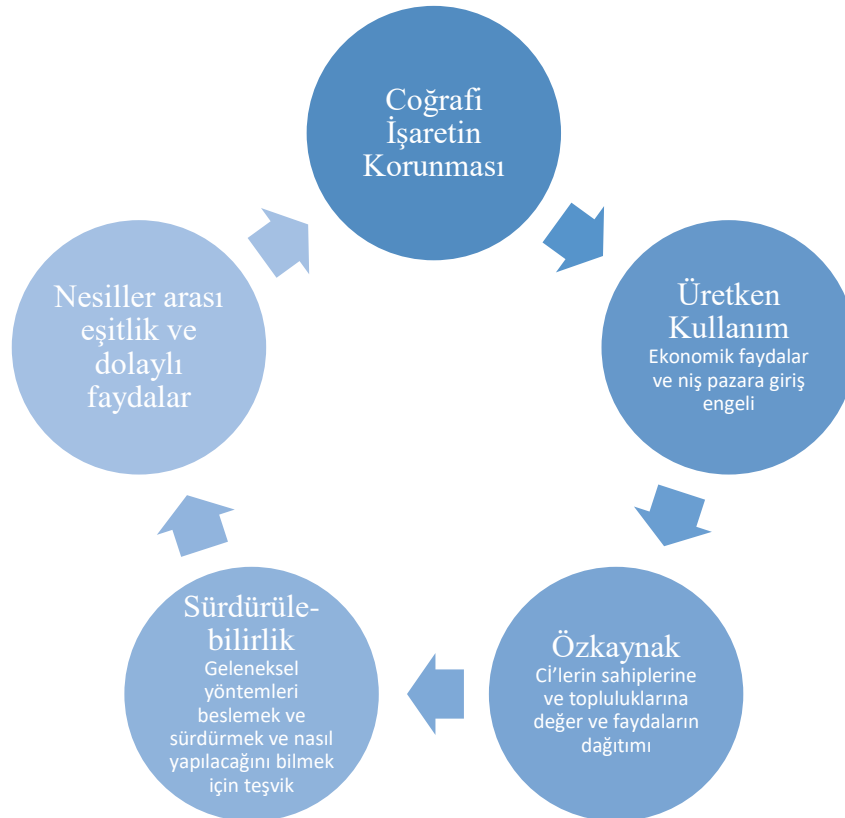 Coğrafi
İşaretin
Korunması
Üretken
Kullanım
Ekonomik faydalar
ve niş pazara giriş
engeli
Özkaynak
Cİ’lerin sahiplerine
ve topluluklarına
değer ve faydaların
dağıtımı
Sürdürüle-
bilirlik
Geleneksel
yöntemleri
beslemek ve
sürdürmek ve nasıl
yapılacağını bilmek
için teşvik
Nesiller arası
eşitlik ve
dolaylı
faydalar